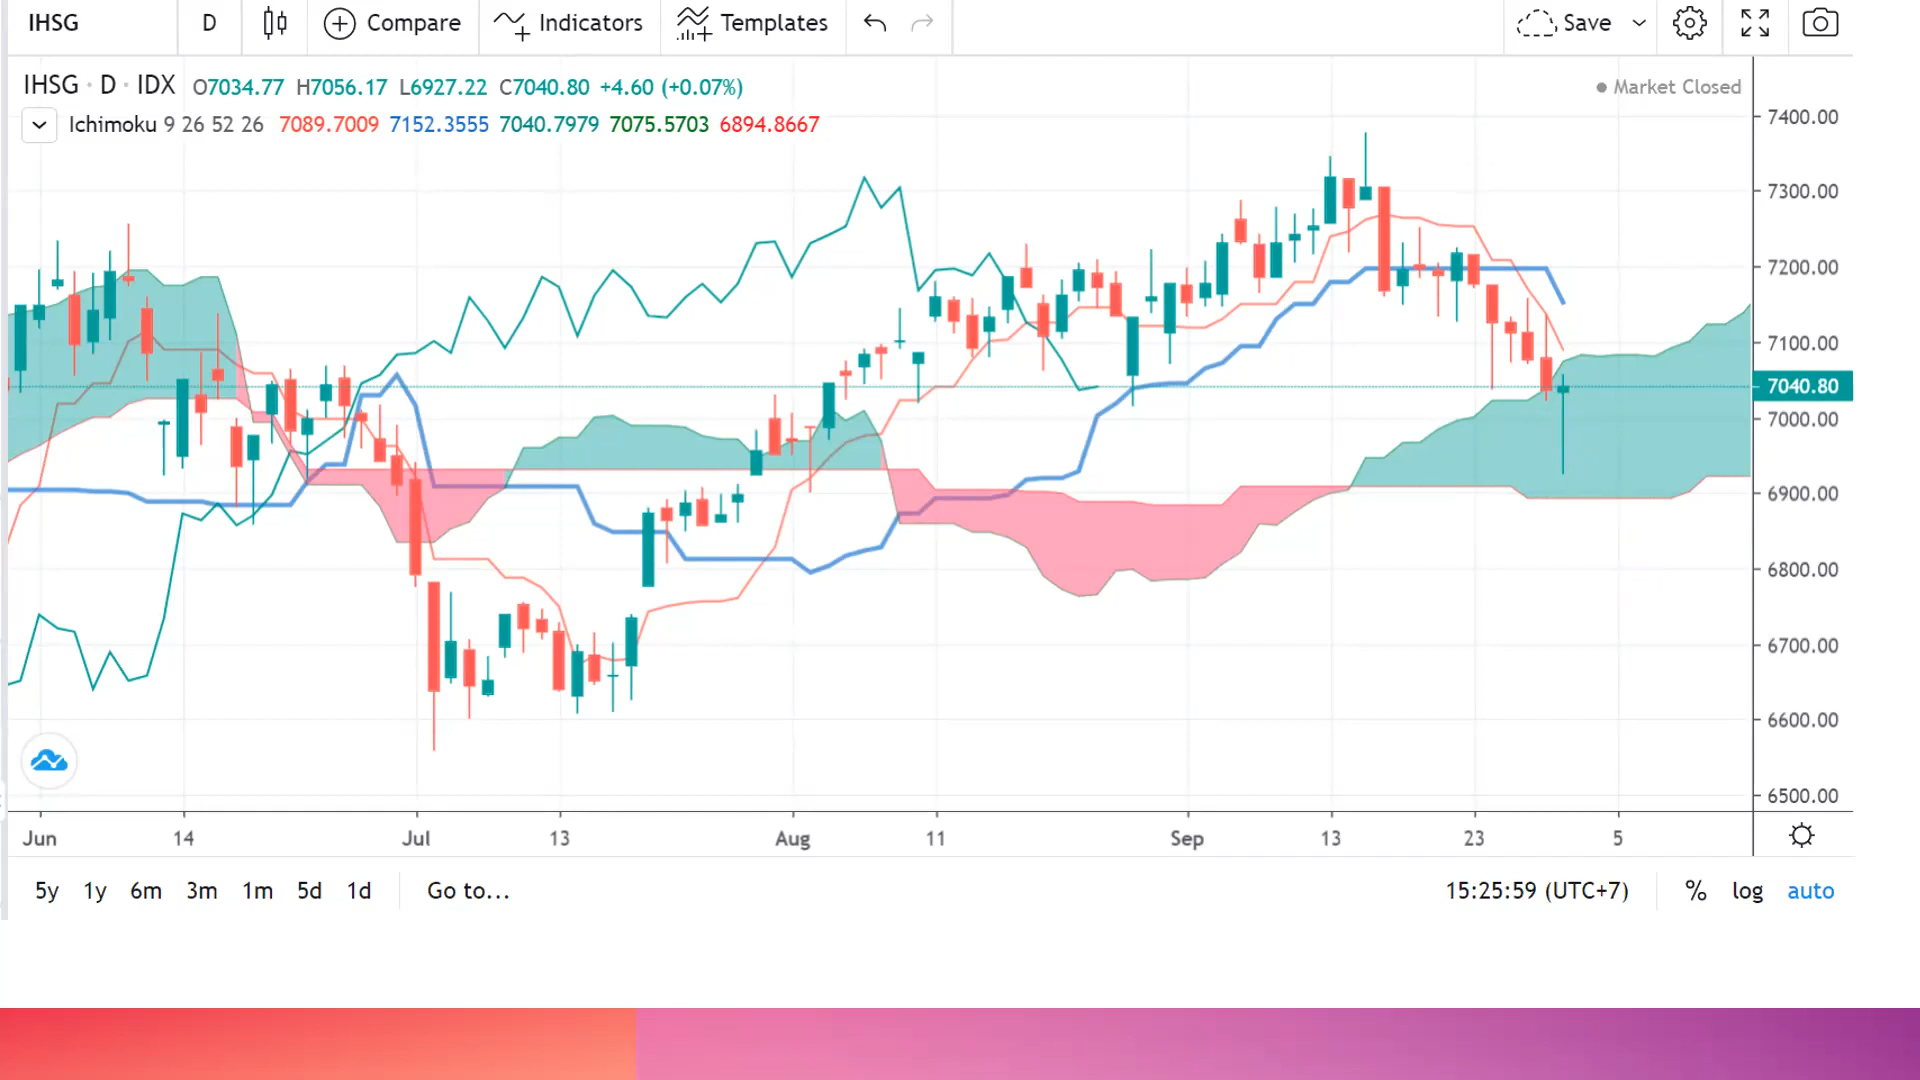 IHSG D Compare Indicators Templates Save
IHSG · D · IDX O7034.77 H7056.17 L6927.22 C7040.80 +4.60 (+0.07%) Market Closed
Ichimoku 9 26 52 26 7089.7009 7152.3555 7040.7979 7075.5703 6894.8667
7400.00
7300.00
7200.00
7100.00
7040.80
7000.00
6900.00
6800.00
6700.00
6600.00
6500.00
Jun 14 Jul 13 Aug 11 Sep 13 23 5
5y 1y 6m 3m 1m 5d 1d Go to... 15:25:59 (UTC+7) % log auto